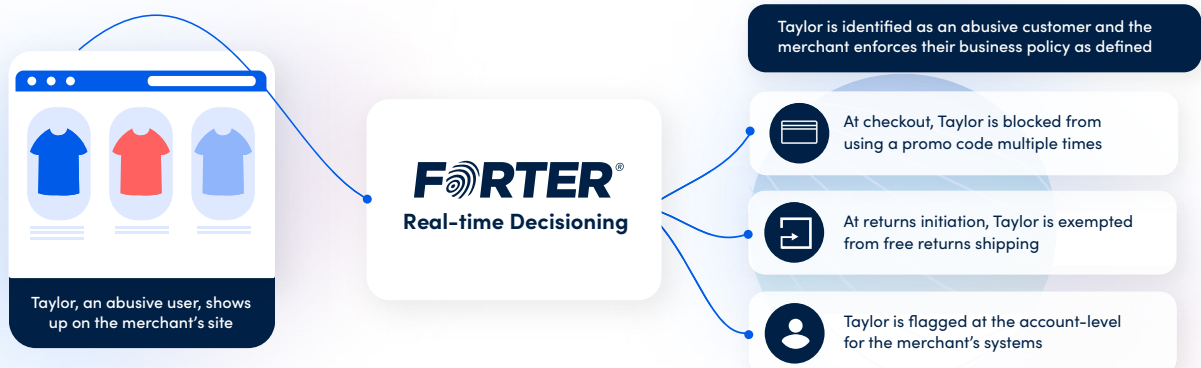 Taylor, an abusive user, shows
up on the merchant's site
FORTER®
Real-time Decisioning
Taylor is identified as an abusive customer and the
merchant enforces their business policy as defined
At checkout, Taylor is blocked from
using a promo code multiple times
At returns initiation, Taylor is exempted
from free returns shipping
Taylor is flagged at the account-level
for the merchant's systems